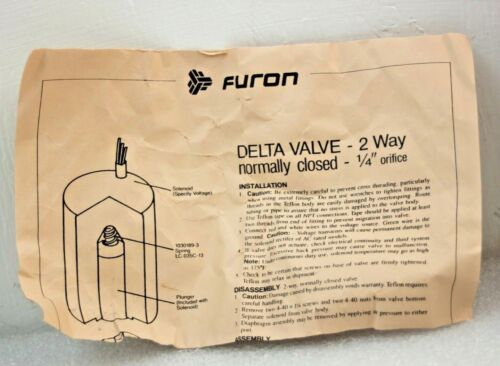 FURON
DELTA VALVE - 2 Way
normally closed - 1/4" orifice
INSTALLATION
1. Caution: Be extremely careful to prevent cross threading, particularly
when using metal fittings. Do not use wrenches to tighten fittings as
threads in the Teflon body are easily damaged by overtorquing. Route
tubing or pipe to assure that no stress is applied to the valve body.
2. Use Teflon tape on all NPT connections. Tape should be applied at least
two threads from end of fitting to prevent migration into valve.
3. Connect red and white wires to the voltage source. Green wire is the
ground. Caution: - Voltage will cause permanent damage to
the solenoid rectifier of AC rated models.
If valve does not actuate, check electrical continuity and fluid system
pressure. Excessive back pressure may cause valve to malfunction.
Note: Under continuous duty use, solenoid temperature may go as high
as 175°F.
4. Check to be certain that screws on base of valve are firmly tightened.
Teflon may relax in shipment.
DISASSEMBLY 2-way, normally closed valve.
1. Caution: Damage caused by disassembly voids warranty. Teflon requires
careful handling.
2. Remove two 4-40 x screws and two 4-40 nuts from valve bottom.
Separate solenoid from valve body.
3. Diaphragm assembly may be removed by applying pressure to either
port.
ASSEMBLY
Solenoid
(Specify Voltage)
1030189-3
Spring
LC-035C-13
Plunger
(Included with
Solenoid)